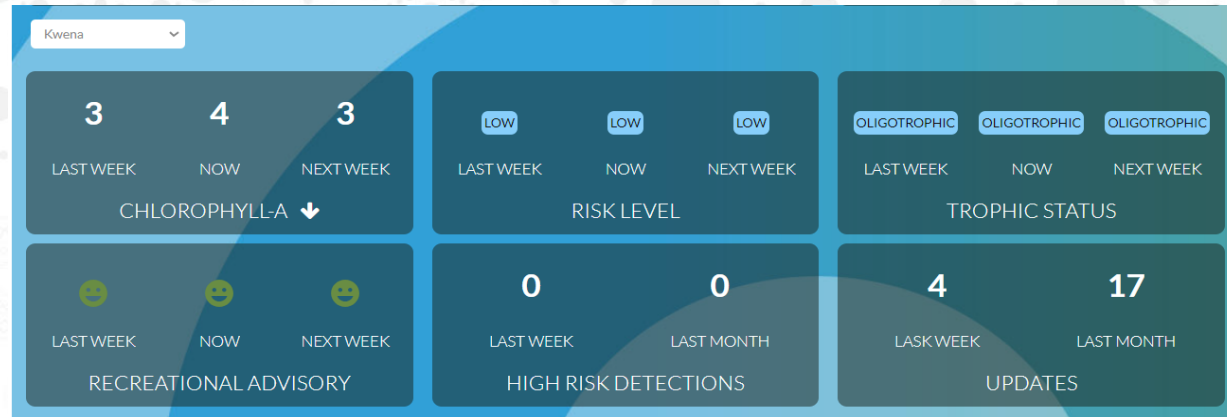 Kwena
3 4 3
LAST WEEK NOW NEXT WEEK
CHLOROPHYLL-A
LOW LOW LOW
LAST WEEK NOW NEXT WEEK
RISK LEVEL
OLIGOTROPHIC OLIGOTROPHIC OLIGOTROPHIC
LAST WEEK NOW NEXT WEEK
TROPHIC STATUS
LAST WEEK NOW NEXT WEEK
RECREATIONAL ADVISORY
0 0
LAST WEEK LAST MONTH
HIGH RISK DETECTIONS
4 17
LASK WEEK LAST MONTH
UPDATES